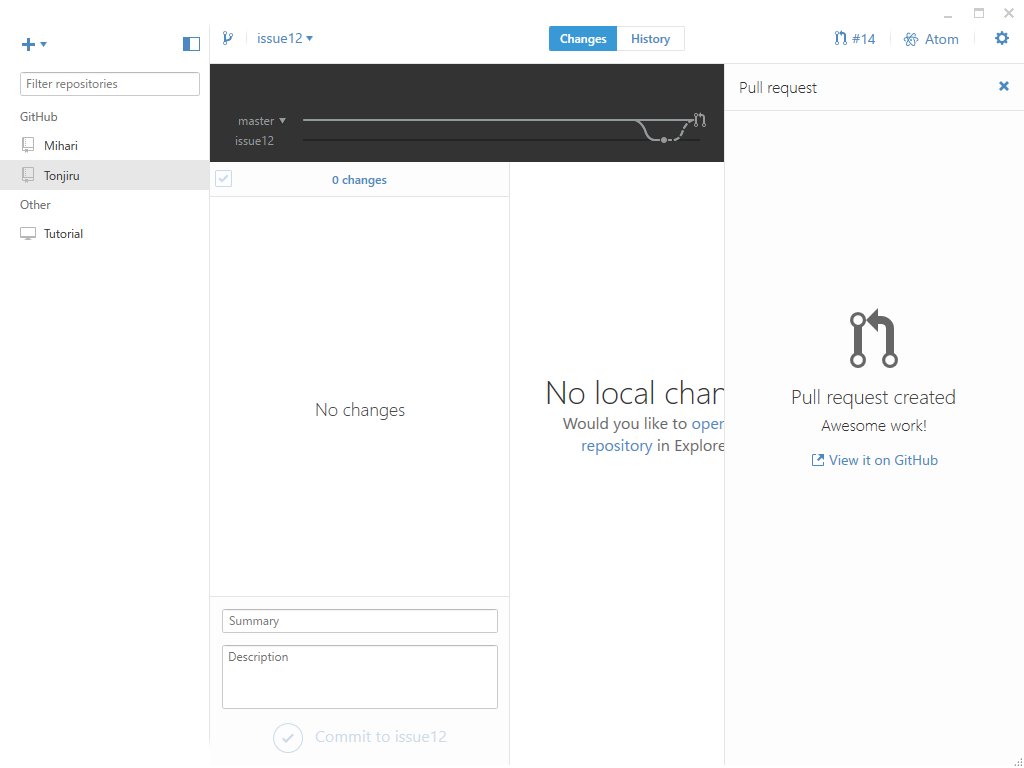 issue12
Changes
History
#14
Atom
Filter repositories
GitHub
Mihari
Tonjiru
Other
Tutorial
master
issue12
0 changes
No changes
Summary
Description
Commit to issue12
No local chan
Would you like to oper
repository in Explore
Pull request
Pull request created
Awesome work!
View it on GitHub